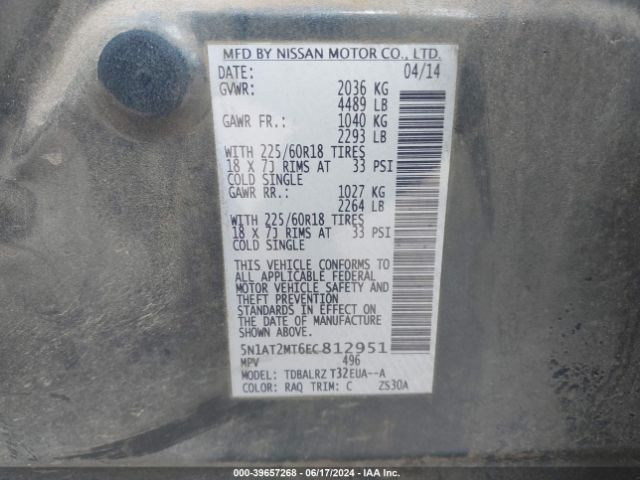 MFD BY NISSAN MOTOR CO., LTD.
DATE: 04/14
GVWR: 2036 KG
4489 LB
GAWR FR.: 1040 KG
2293 LB
WITH 225/60R18 TIRES
18 X 7J RIMS AT 33 PSI
COLD SINGLE
GAWR RR.: 1027 KG
2264 LB
WITH 225/60R18 TIRES
18 X 7J RIMS AT 33 PSI
COLD SINGLE
THIS VEHICLE CONFORMS TO
ALL APPLICABLE FEDERAL
MOTOR VEHICLE SAFETY AND
THEFT PREVENTION
STANDARDS IN EFFECT ON
THE DATE OF MANUFACTURE
SHOWN ABOVE.
5N1AT2MT6EC812951
MPV 496
MODEL: TDBALRZ T32EUA--A
COLOR: RAQ TRIM: C ZS30A
000-39657268 - 06/17/2024 - IAA Inc.